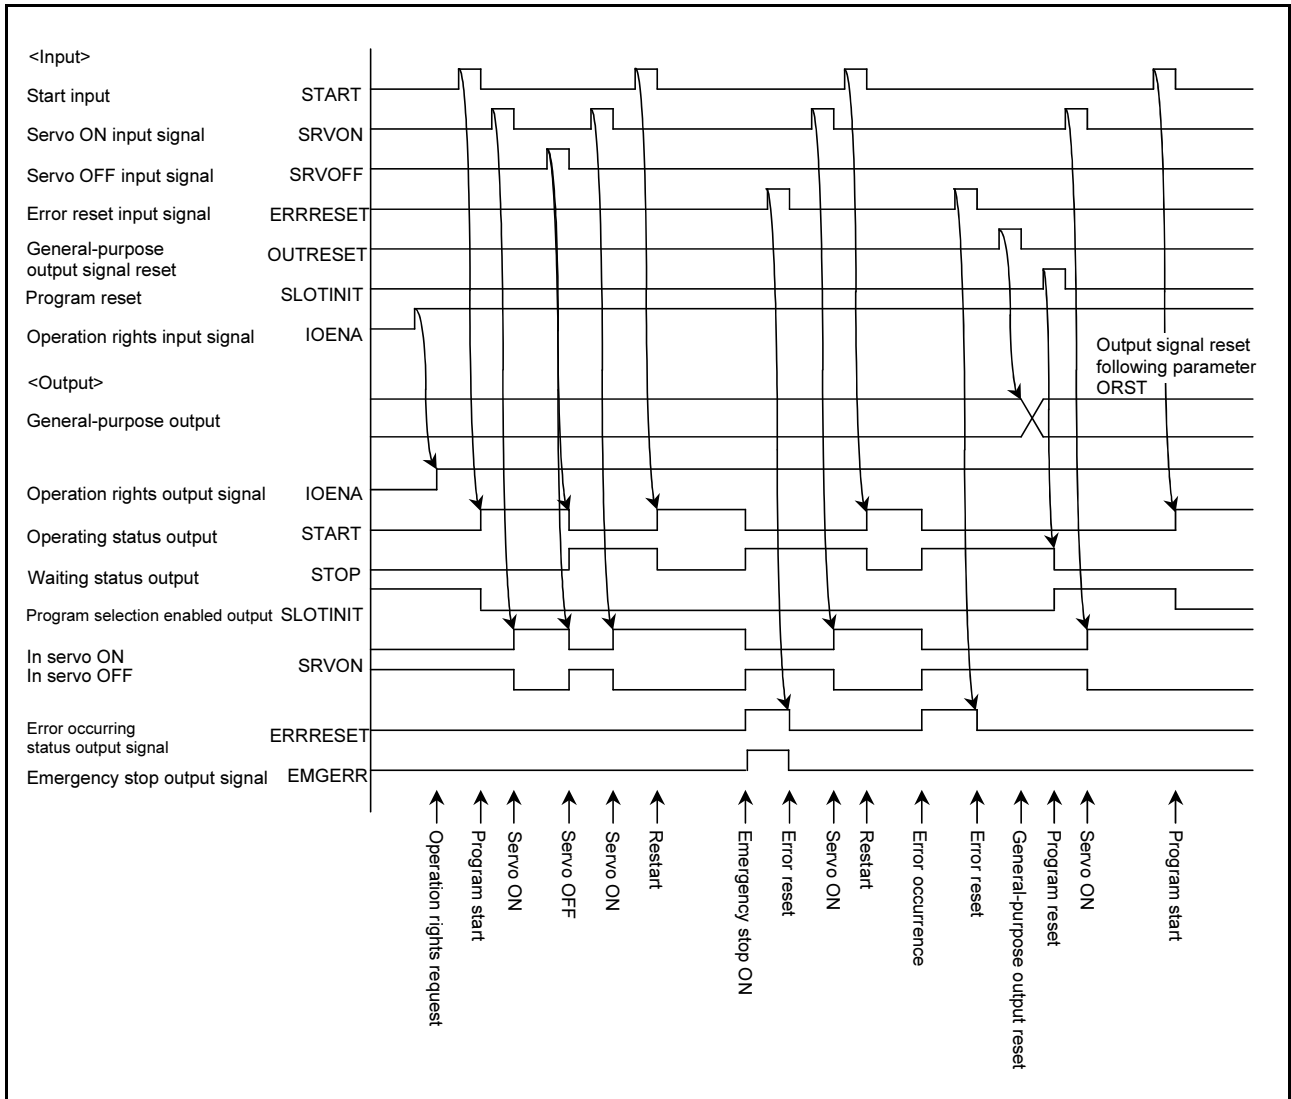 <Input>
Start input START
Servo ON input signal SRVON
Servo OFF input signal SRVOFF
Error reset input signal ERRRESET
General-purpose
output signal reset OUTRESET
Program reset SLOTINIT
Operation rights input signal IOENA
Output signal reset
following parameter
ORST
<Output>
General-purpose output
Operation rights output signal IOENA
Operating status output START
Waiting status output STOP
Program selection enabled output SLOTINIT
In servo ON
In servo OFF SRVON
Error occurring
status output signal ERRRESET
Emergency stop output signal EMGERR
Operation rights request
Program start
Servo ON
Servo OFF
Servo ON
Restart
Emergency stop ON
Error reset
Servo ON
Restart
Error occurrence
Error reset
General-purpose output reset
Program reset
Servo ON
Program start